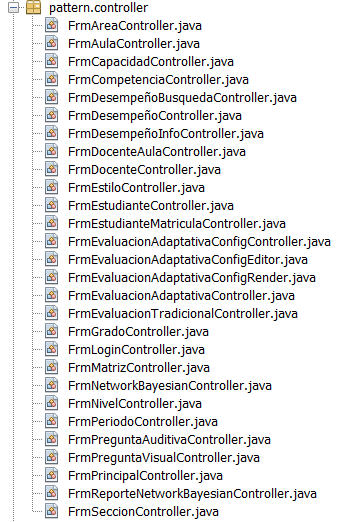 pattern.controller
FrmAreaController.java
FrmAulaController.java
FrmCapacidadController.java
FrmCompetenciaController.java
FrmDesempeñoBusquedaController.java
FrmDesempeñoController.java
FrmDesempeñoInfoController.java
FrmDocenteAulaController.java
FrmDocenteController.java
FrmEstiloController.java
FrmEstudianteController.java
FrmEstudianteMatriculaController.java
FrmEvaluacionAdaptativaConfigController.java
FrmEvaluacionAdaptativaConfigEditor.java
FrmEvaluacionAdaptativaConfigRender.java
FrmEvaluacionAdaptativaController.java
FrmEvaluacionTradicionalController.java
FrmGradoController.java
FrmLoginController.java
FrmMatrizController.java
FrmNetworkBayesianController.java
FrmNivelController.java
FrmPeriodoController.java
FrmPreguntaAuditivaController.java
FrmPreguntaVisualController.java
FrmPrincipalController.java
FrmReporteNetworkBayesianController.java
FrmSeccionController.java